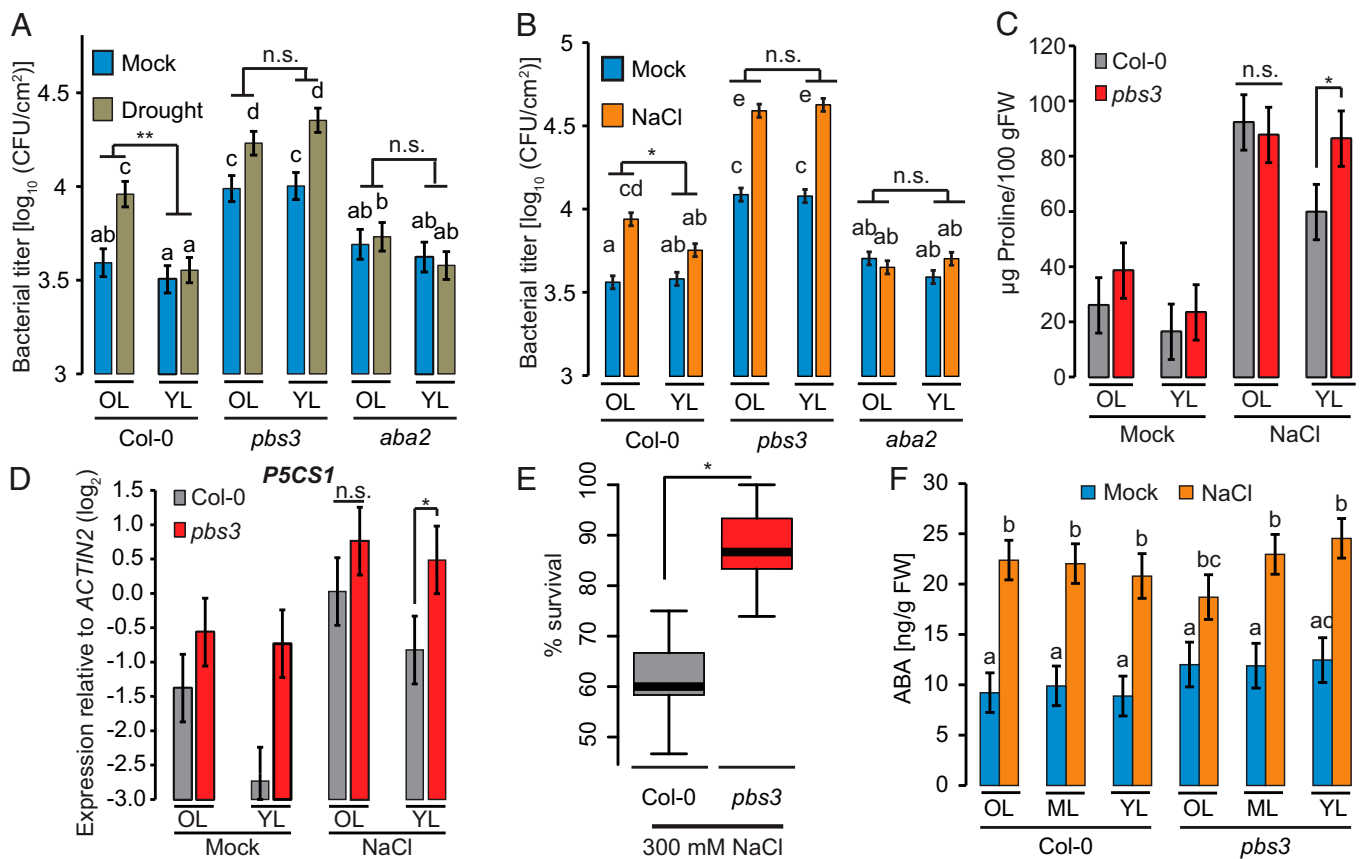 A
Bacterial titer [log10 (CFU/cm2)]
5
4.5
4
3.5
3
Mock
Drought
**
n.s.
n.s.
ab
c
a
a
c
d
c
d
ab
b
ab
ab
OL
YL
OL
YL
OL
YL
Col-0
pbs3
aba2
B
Bacterial titer [log10 (CFU/cm2)]
5
4.5
4
3.5
3
Mock
NaCl
*
n.s.
n.s.
a
cd
ab
ab
c
e
c
e
ab
ab
ab
ab
OL
YL
OL
YL
OL
YL
Col-0
pbs3
aba2
C
µg Proline/100 gFW
120
100
80
60
40
20
0
Col-0
pbs3
n.s.
*
OL
YL
OL
YL
Mock
NaCl
D
P5CS1
Expression relative to ACTIN2 (log2)
1.5
1.0
0.5
0.0
-0.5
-1.0
-1.5
-2.0
-2.5
-3.0
Col-0
pbs3
n.s.
*
OL
YL
OL
YL
Mock
NaCl
E
% survival
100
90
80
70
60
50
*
Col-0
pbs3
300 mM NaCl
F
ABA [ng/g FW]
30
25
20
15
10
5
0
Mock
NaCl
a
b
a
b
a
b
a
bc
a
b
ac
b
OL
ML
YL
OL
ML
YL
Col-0
pbs3